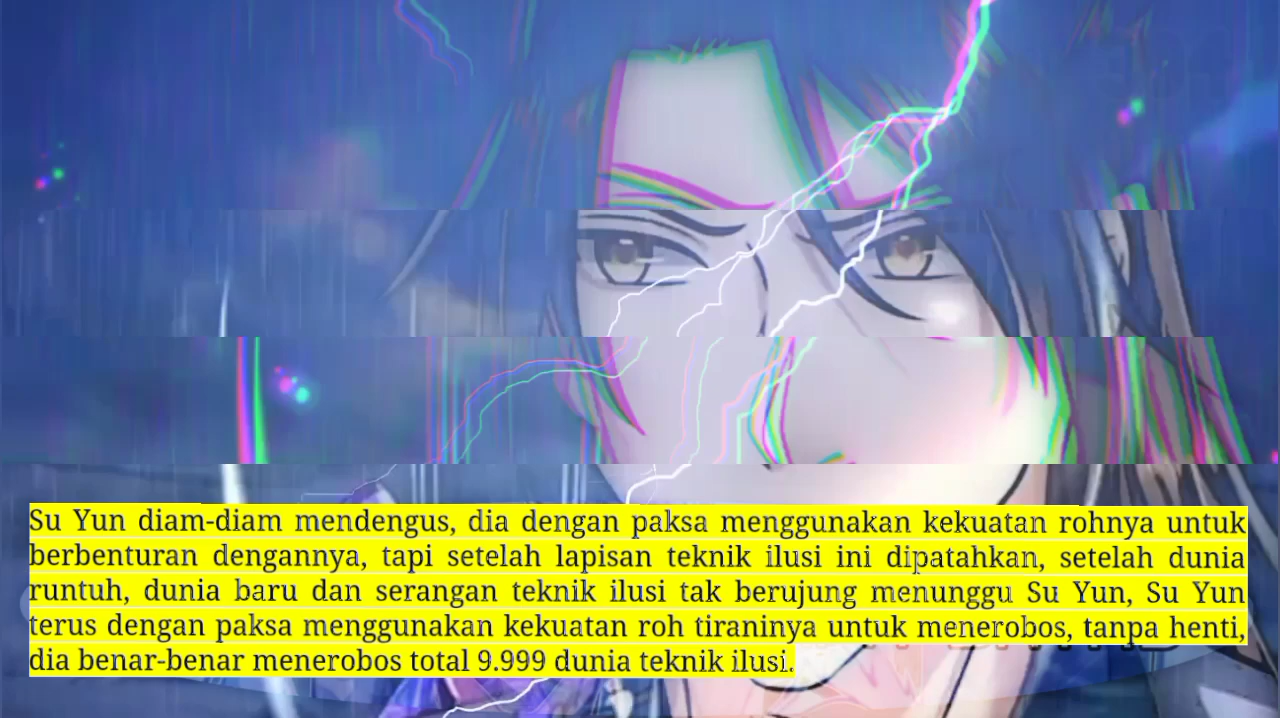 Su Yun diam-diam mendengus, dia dengan paksa menggunakan kekuatan rohnya untuk
berbenturan dengannya, tapi setelah lapisan teknik ilusi ini dipatahkan, setelah dunia
runtuh, dunia baru dan serangan teknik ilusi tak berujung menunggu Su Yun, Su Yun
terus dengan paksa menggunakan kekuatan roh tiraninya untuk menerobos, tanpa henti,
dia benar-benar menerobos total 9.999 dunia teknik ilusi.